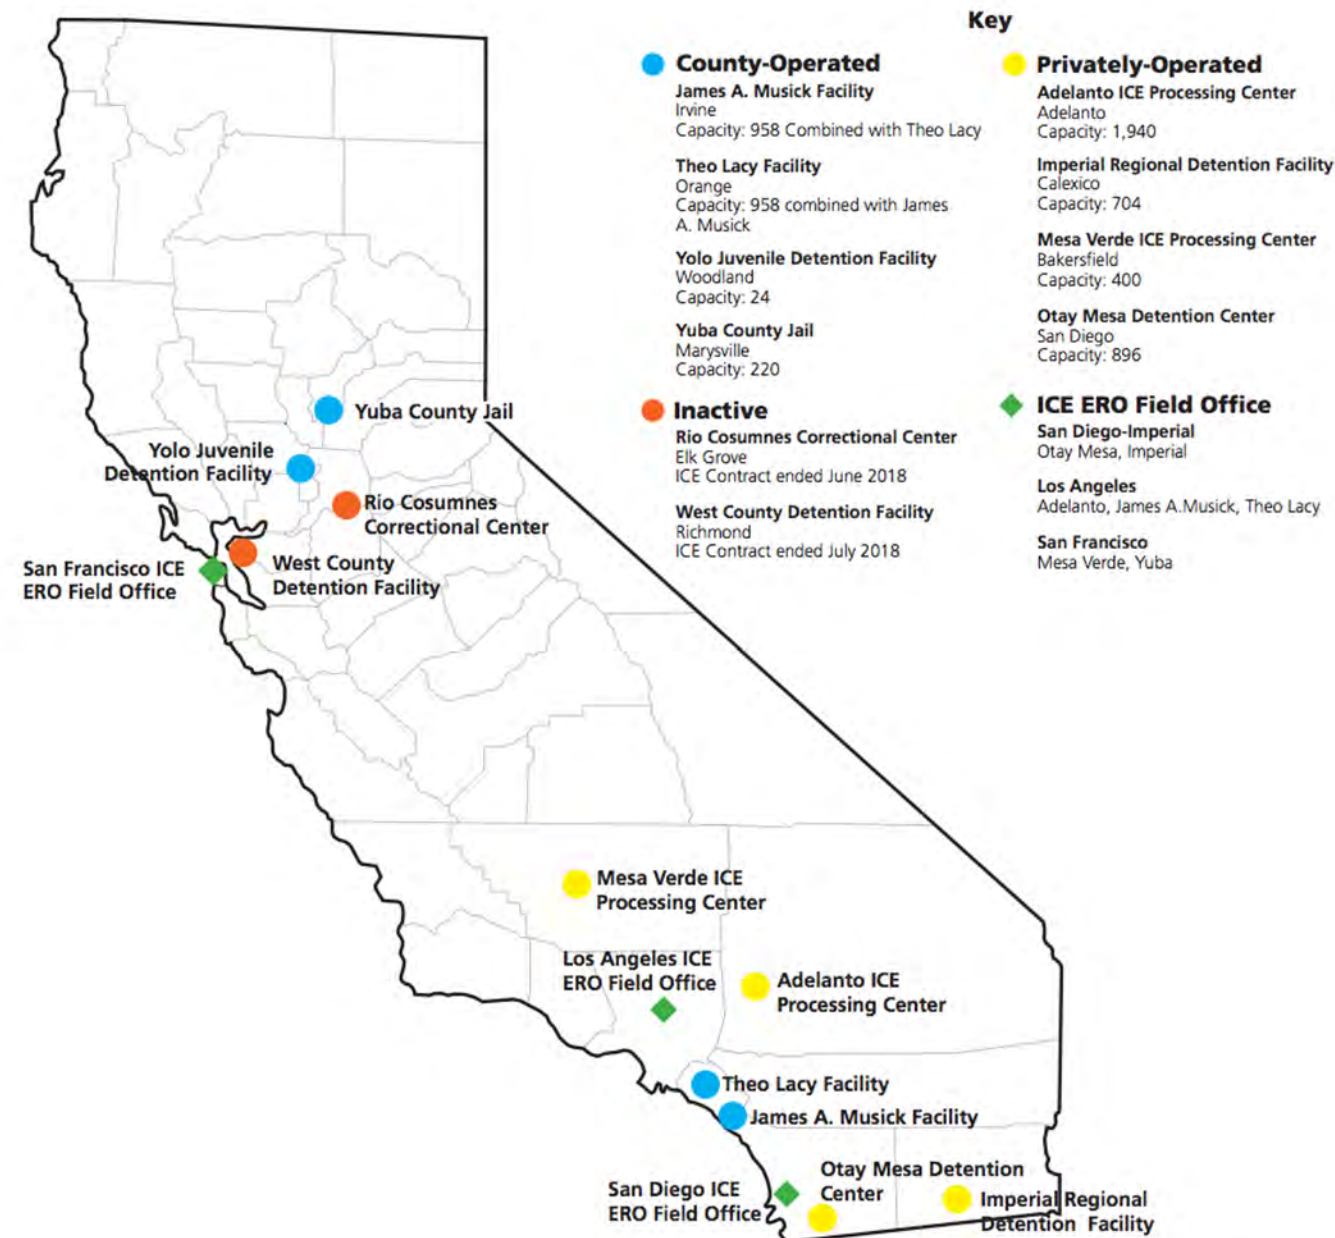 Key
County-Operated
James A. Musick Facility
Irvine
Capacity: 958 Combined with Theo Lacy
Theo Lacy Facility
Orange
Capacity: 958 combined with James
A. Musick
Yolo Juvenile Detention Facility
Woodland
Capacity: 24
Yuba County Jail
Marysville
Capacity: 220
Inactive
Rio Cosumnes Correctional Center
Elk Grove
ICE Contract ended June 2018
West County Detention Facility
Richmond
ICE Contract ended July 2018
Privately-Operated
Adelanto ICE Processing Center
Adelanto
Capacity: 1,940
Imperial Regional Detention Facility
Calexico
Capacity: 704
Mesa Verde ICE Processing Center
Bakersfield
Capacity: 400
Otay Mesa Detention Center
San Diego
Capacity: 896
ICE ERO Field Office
San Diego-Imperial
Otay Mesa, Imperial
Los Angeles
Adelanto, James A.Musick, Theo Lacy
San Francisco
Mesa Verde, Yuba
Yuba County Jail
Yolo Juvenile
Detention Facility
Rio Cosumnes
Correctional Center
West County
Detention Facility
San Francisco ICE
ERO Field Office
Mesa Verde ICE
Processing Center
Los Angeles ICE
ERO Field Office
Adelanto ICE
Processing Center
Theo Lacy Facility
James A. Musick Facility
Otay Mesa Detention
Center
San Diego ICE
ERO Field Office
Imperial Regional
Detention Facility